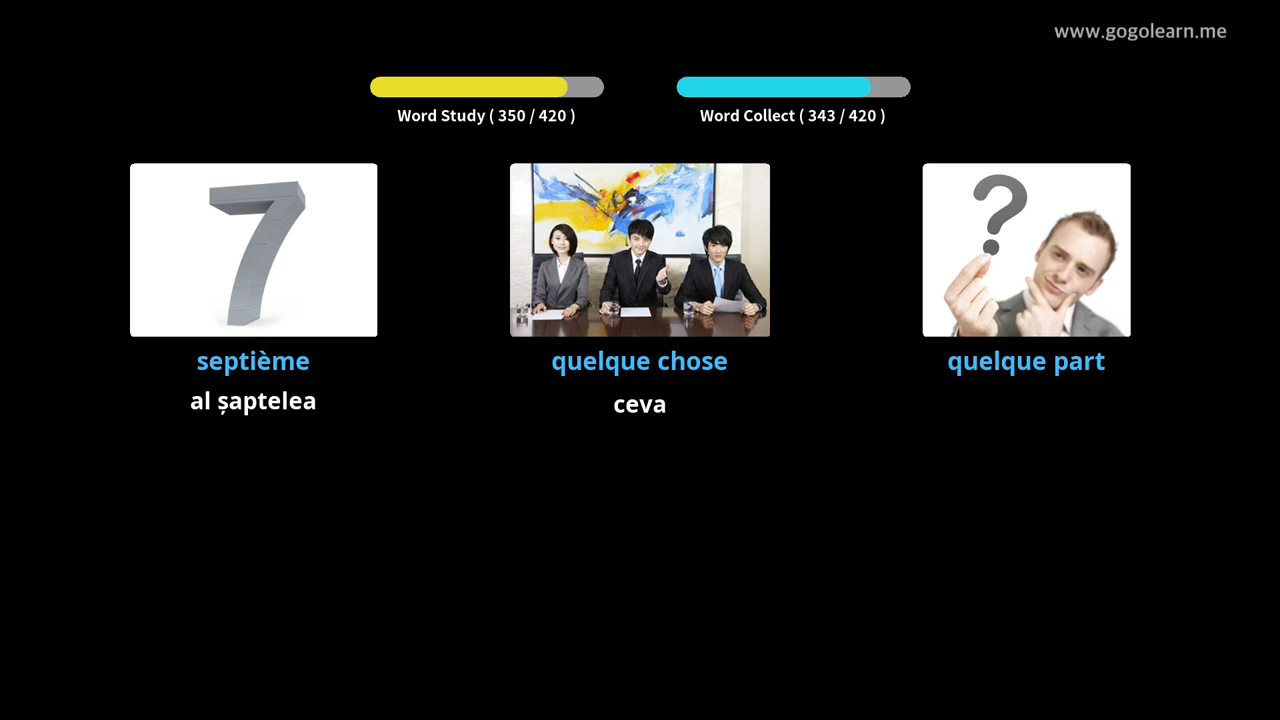 www.gogolearn.me
Word Study ( 350 / 420 )
Word Collect ( 343 / 420 )
7
?
septième
quelque chose
quelque part
al șaptelea
ceva